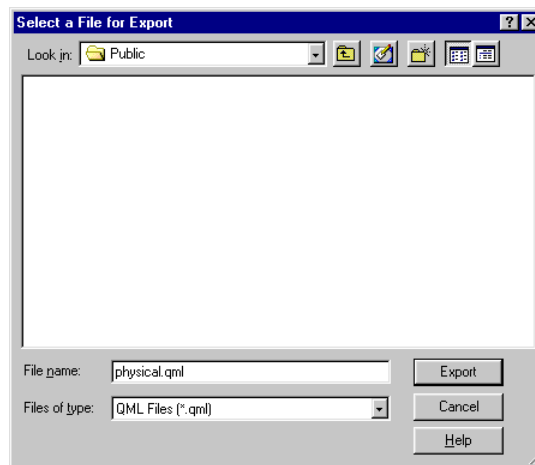 Select a File for Export
Look in: Public
File name: physical.qml Export
Files of type: QML Files (*.qml) Cancel
Help